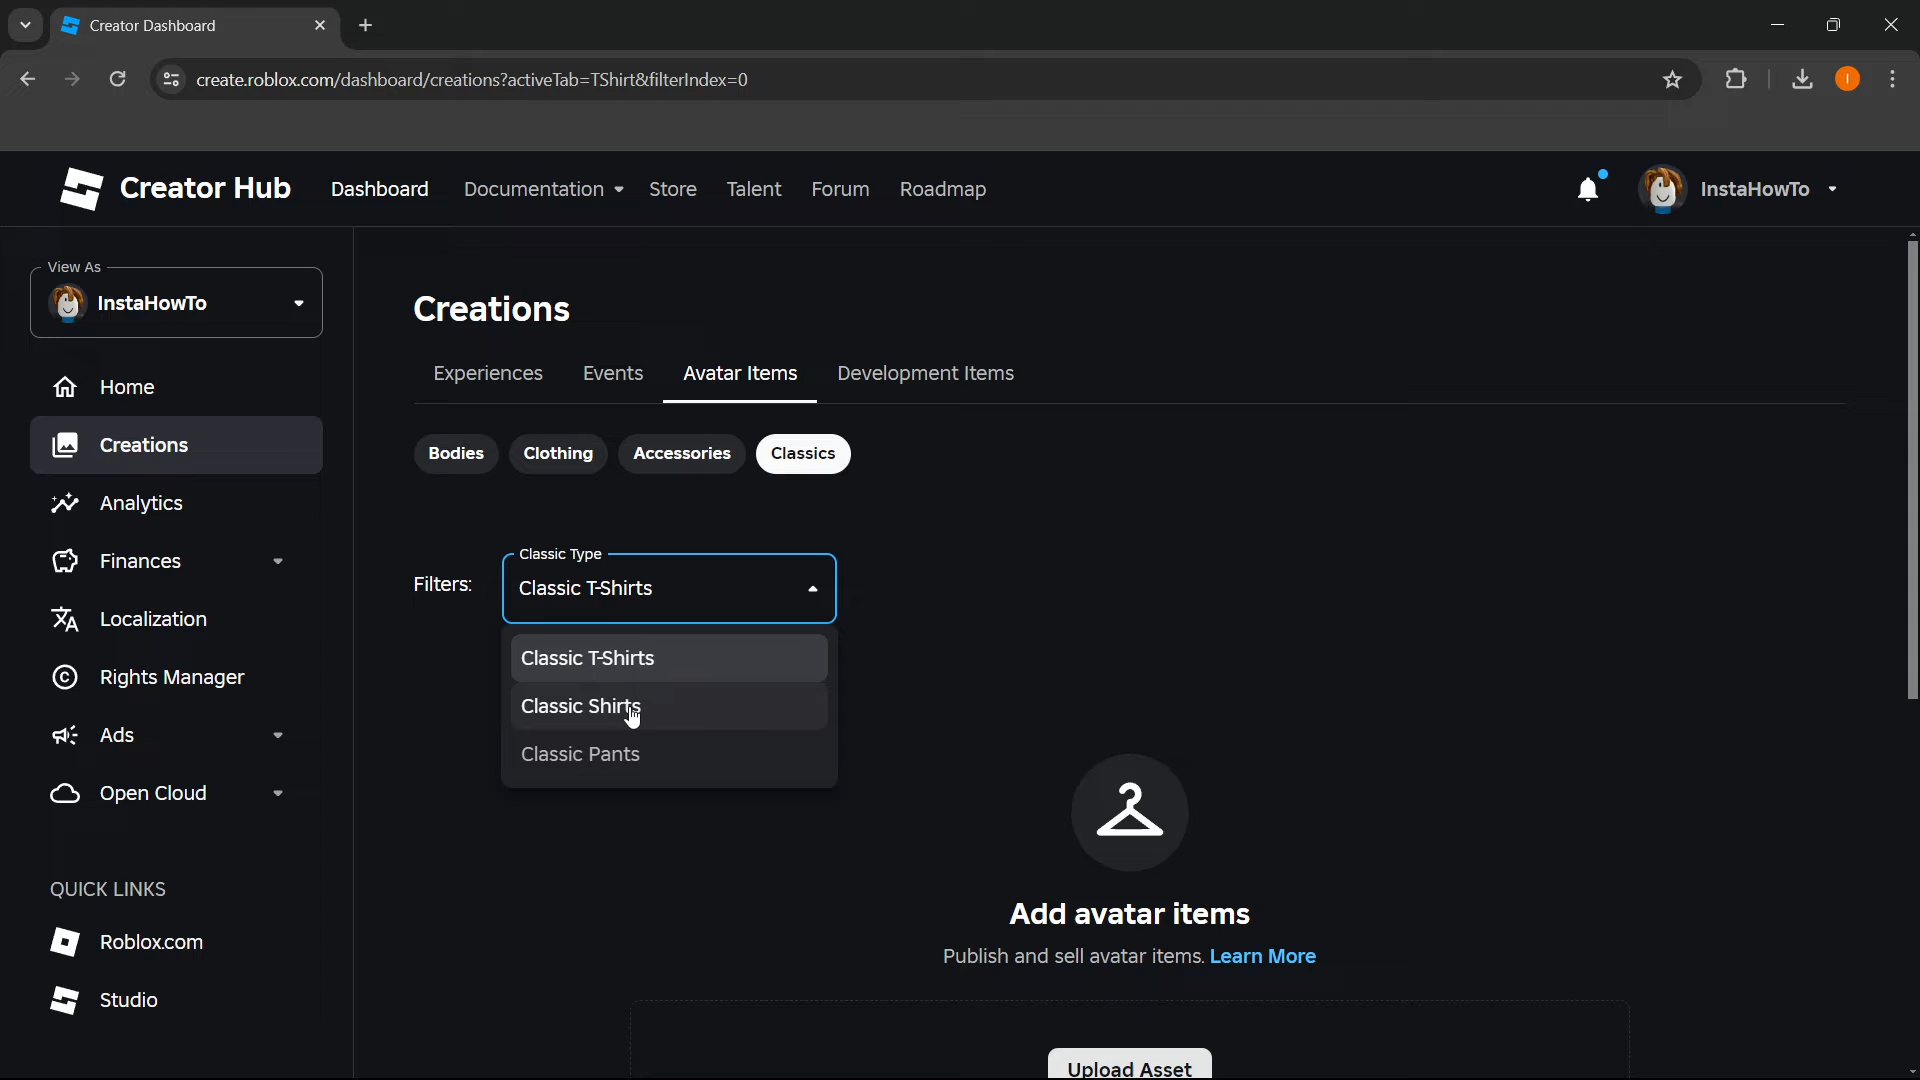 Creator Dashboard
create.roblox.com/dashboard/creations?activeTab=TShirt&filterIndex=0
I
Creator Hub
Dashboard
Documentation
Store
Talent
Forum
Roadmap
InstaHowTo
View As
InstaHowTo
Home
Creations
Analytics
Finances
Localization
Rights Manager
Ads
Open Cloud
QUICK LINKS
Roblox.com
Studio
Creations
Experiences
Events
Avatar Items
Development Items
Bodies
Clothing
Accessories
Classics
Filters:
Classic Type
Classic T-Shirts
Classic T-Shirts
Classic Shirts
Classic Pants
Add avatar items
Publish and sell avatar items. Learn More
Upload Asset